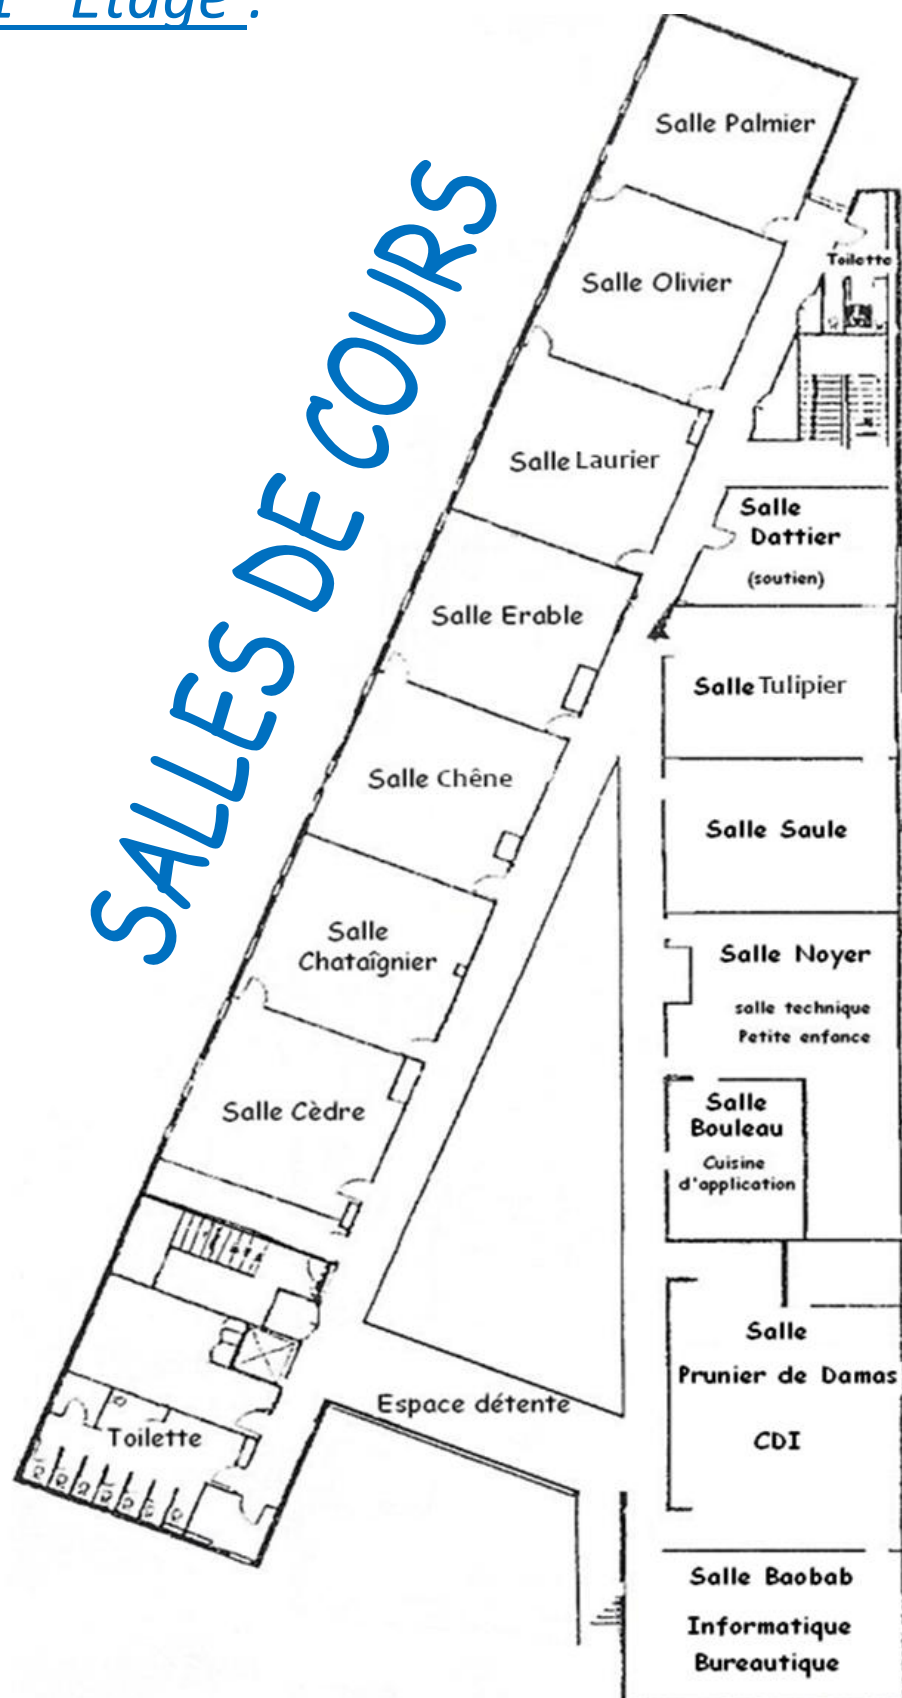 Etage :
SALLES DE COURS
Salle Palmier
Toilette
Salle Olivier
Salle Laurier
Salle
Dattier
(soutien)
Salle Erable
Salle Tulipier
Salle Chêne
Salle Saule
Salle
Chataîgnier
Salle Noyer
salle technique
Petite enfance
Salle Cèdre
Salle
Bouleau
Cuisine
d'application
Salle
Prunier de Damas
CDI
Espace détente
Toilette
Salle Baobab
Informatique
Bureautique